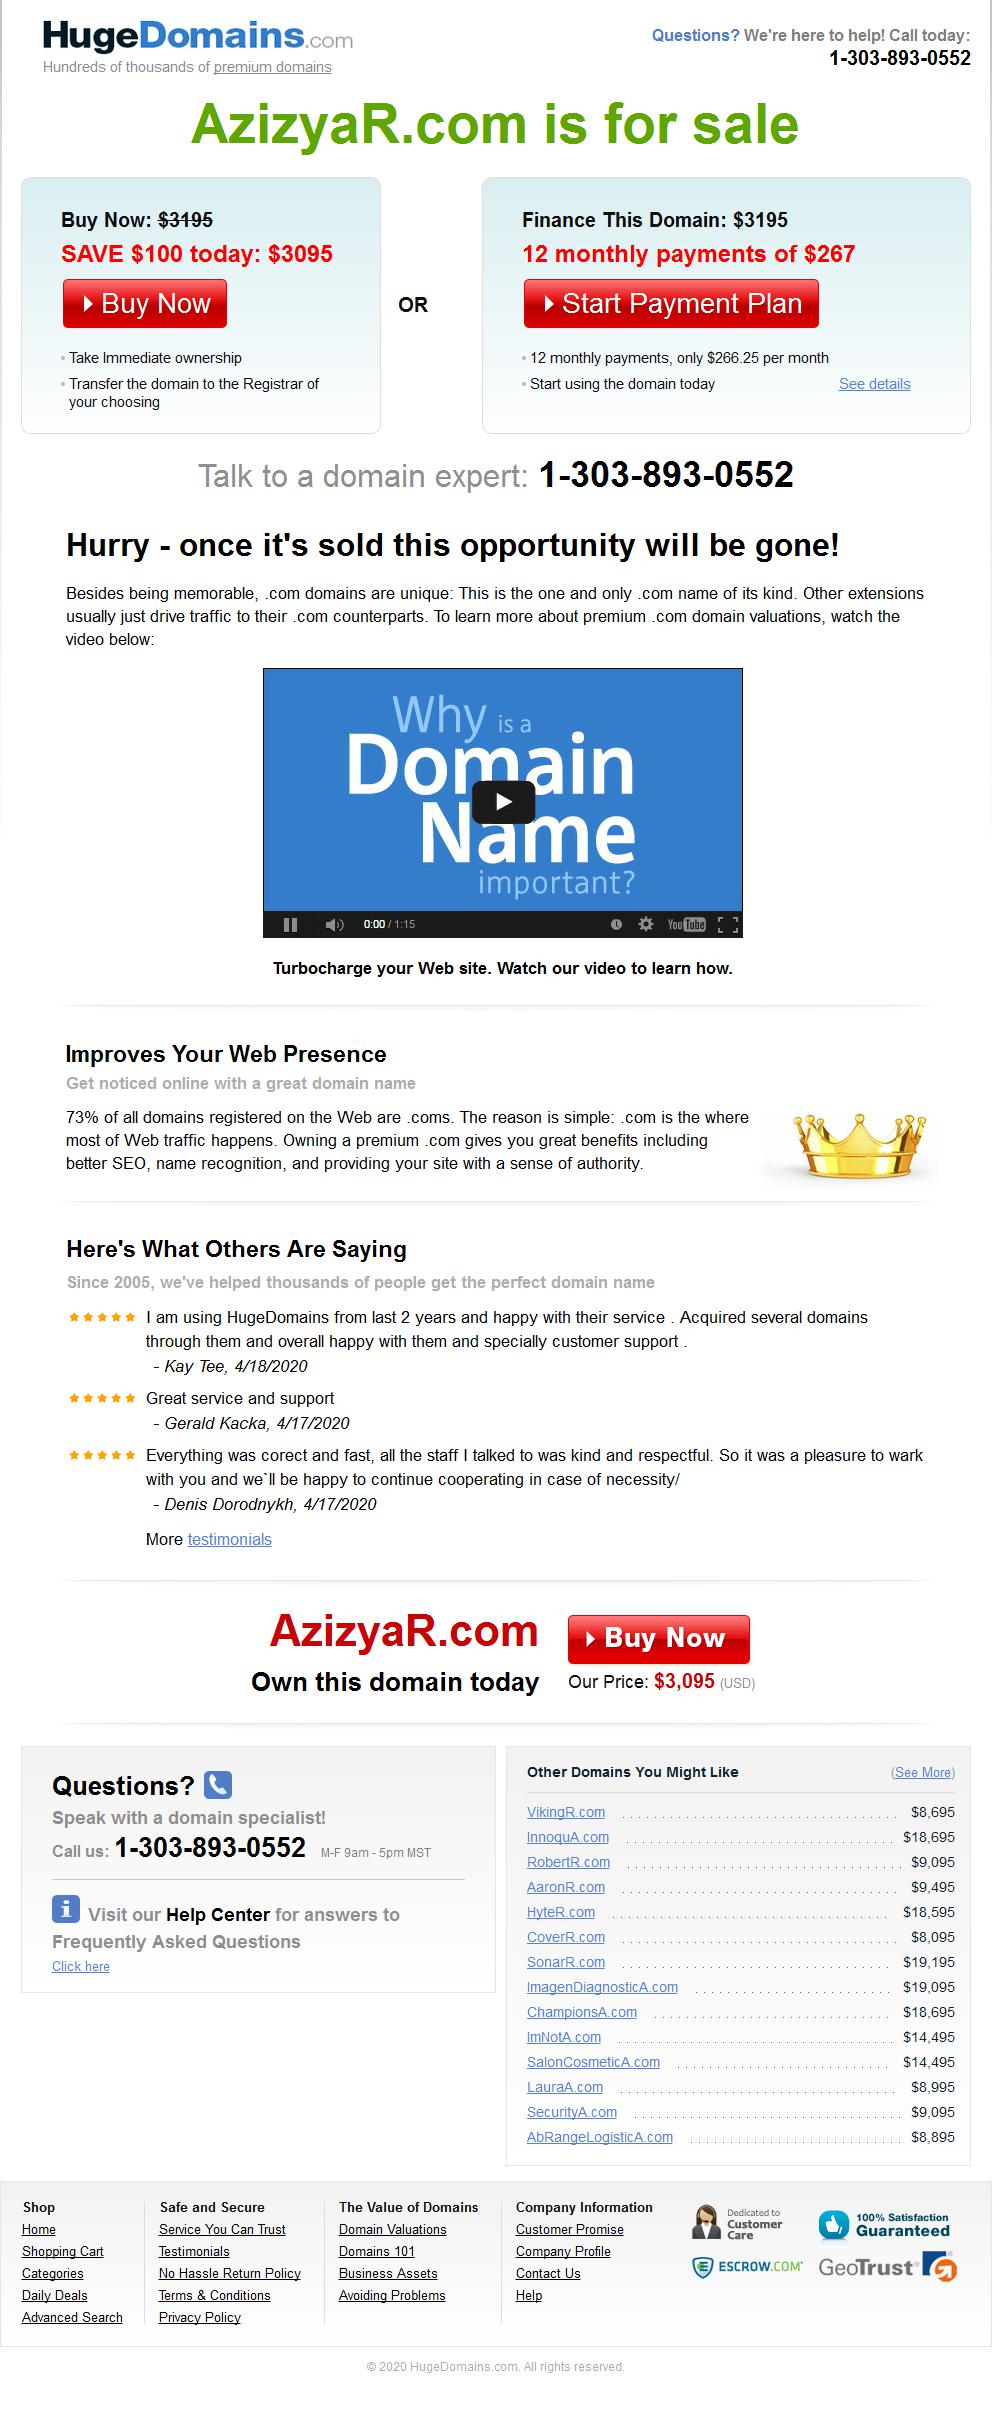 HugeDomains.com
Hundreds of thousands of premium domains
Questions? We're here to help! Call today:
1-303-893-0552
AzizyaR.com is for sale
Buy Now: $3195
SAVE $100 today: $3095
Buy Now
Take Immediate ownership
Transfer the domain to the Registrar of
your choosing
OR
Finance This Domain: $3195
12 monthly payments of $267
Start Payment Plan
12 monthly payments, only $266.25 per month
Start using the domain today See details
Talk to a domain expert: 1-303-893-0552
Hurry - once it's sold this opportunity will be gone!
Besides being memorable, .com domains are unique: This is the one and only .com name of its kind. Other extensions
usually just drive traffic to their .com counterparts. To learn more about premium .com domain valuations, watch the
video below:
Why is a
Domain
Name
important?
0:00 / 1:15
YouTube
Turbocharge your Web site. Watch our video to learn how.
Improves Your Web Presence
Get noticed online with a great domain name
73% of all domains registered on the Web are .coms. The reason is simple: .com is the where
most of Web traffic happens. Owning a premium .com gives you great benefits including
better SEO, name recognition, and providing your site with a sense of authority.
Here's What Others Are Saying
Since 2005, we've helped thousands of people get the perfect domain name
I am using HugeDomains from last 2 years and happy with their service . Acquired several domains
through them and overall happy with them and specially customer support .
- Kay Tee, 4/18/2020
Great service and support
- Gerald Kacka, 4/17/2020
Everything was corect and fast, all the staff I talked to was kind and respectful. So it was a pleasure to work
with you and we`ll be happy to continue cooperating in case of necessity/
- Denis Dorodnykh, 4/17/2020
More testimonials
AzizyaR.com
Own this domain today
Buy Now
Our Price: $3,095 (USD)
Questions?
Speak with a domain specialist!
Call us: 1-303-893-0552 M-F 9am - 5pm MST
Visit our Help Center for answers to
Frequently Asked Questions
Click here
Other Domains You Might Like (See More)
VikingR.com $8,695
InnoquA.com $18,695
RobertR.com $9,095
AaronR.com $9,495
HyteR.com $18,595
CoverR.com $8,095
SonarR.com $19,195
ImagenDiagnosticA.com $19,095
ChampionsA.com $18,695
ImNotA.com $14,495
SalonCosmeticA.com $14,495
LauraA.com $8,995
SecurityA.com $9,095
AbRangeLogisticA.com $8,895
Shop
Home
Shopping Cart
Categories
Daily Deals
Advanced Search
Safe and Secure
Service You Can Trust
Testimonials
No Hassle Return Policy
Terms & Conditions
Privacy Policy
The Value of Domains
Domain Valuations
Domains 101
Business Assets
Avoiding Problems
Company Information
Customer Promise
Company Profile
Contact Us
Help
Dedicated to
Customer
Care
100% Satisfaction
Guaranteed
ESCROW.COM
GeoTrust
© 2020 HugeDomains.com. All rights reserved.